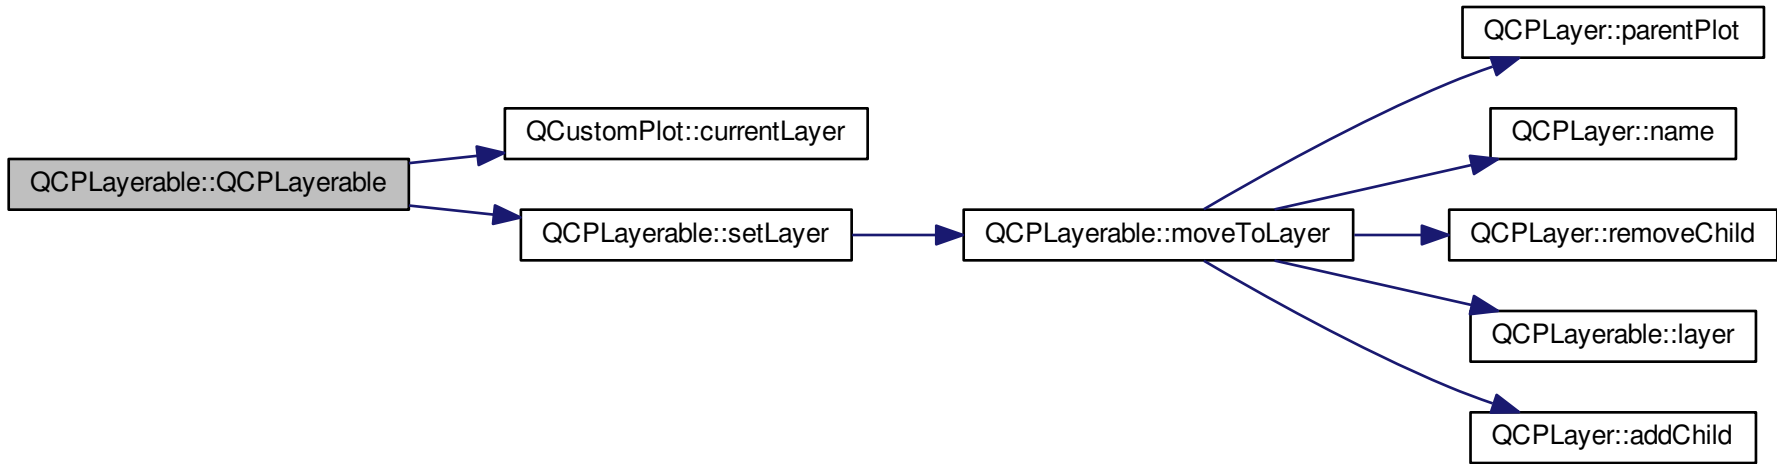 QCPLayerable::QCPLayerable
QCustomPlot::currentLayer
QCPLayerable::setLayer
QCPLayerable::moveToLayer
QCPLayer::parentPlot
QCPLayer::name
QCPLayer::removeChild
QCPLayerable::layer
QCPLayer::addChild